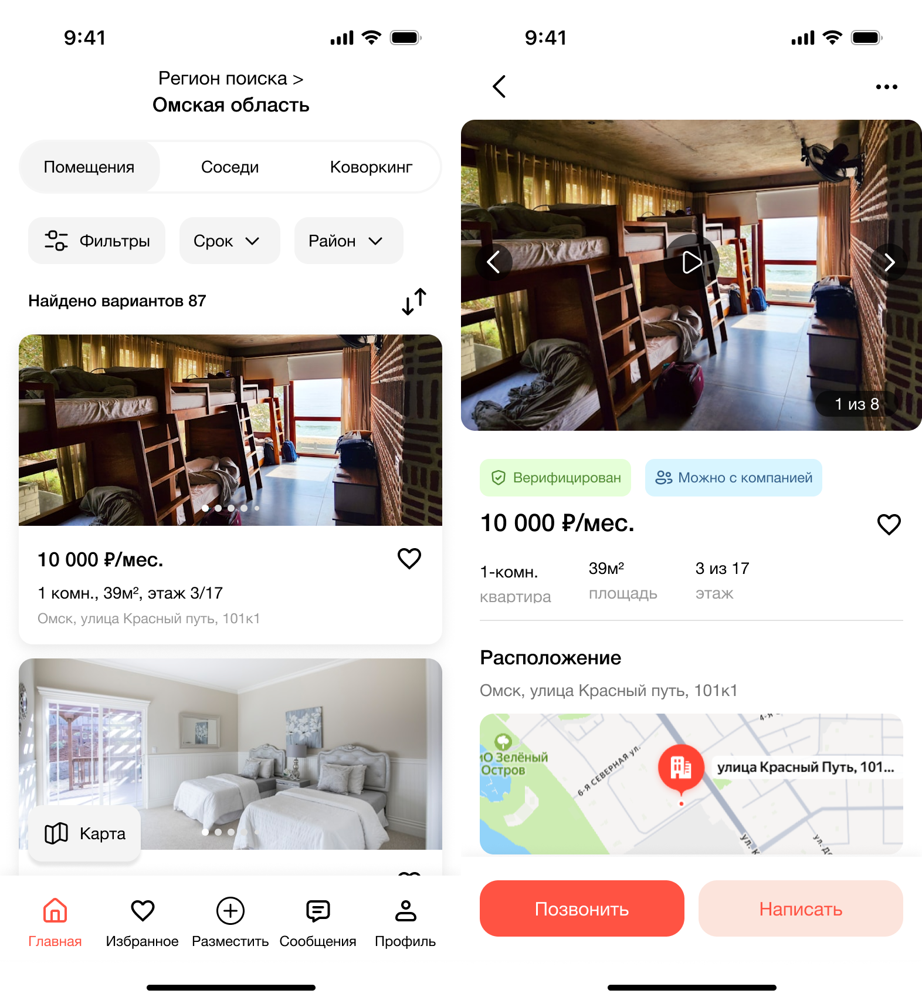 9:41
Регион поиска >
Омская область
Помещения
Соседи
Коворкинг
Фильтры
Срок
Район
Найдено вариантов 87
10 000 ₽/мес.
1 комн., 39м², этаж 3/17
Омск, улица Красный путь, 101к1
Карта
Главная
Избранное
Разместить
Сообщения
Профиль
9:41
1 из 8
Верифицирован
Можно с компанией
10 000 ₽/мес.
1-комн.
квартира
39м²
площадь
3 из 17
этаж
Расположение
Омск, улица Красный путь, 101к1
Зелёный
Остров
6-Я СЕВЕРНАЯ ул.
улица Красный Путь, 101...
ул.
ул.
Позвонить
Написать